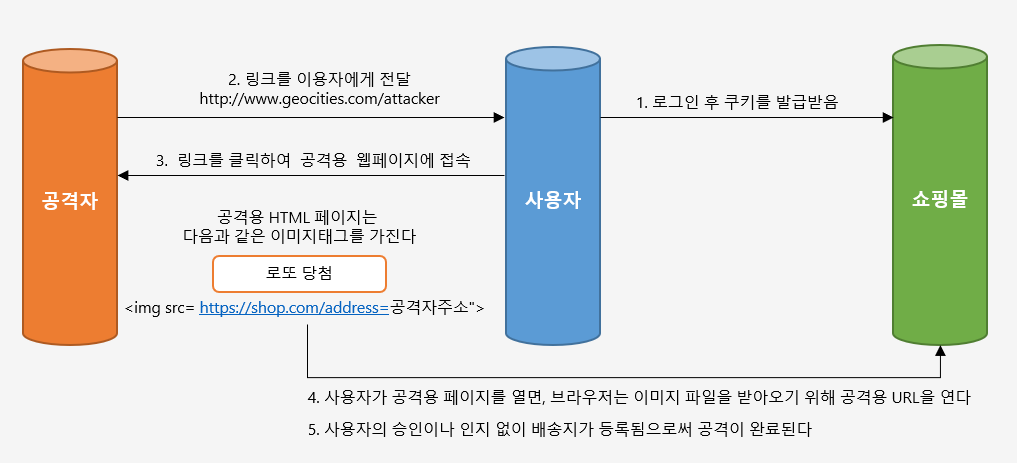 2. 링크를 이용자에게 전달
http://www.geocities.com/attacker
1. 로그인 후 쿠키를 발급받음
3. 링크를 클릭하여 공격용 웹페이지에 접속
공격자
사용자
쇼핑몰
공격용 HTML 페이지는
다음과 같은 이미지태그를 가진다
로또 당첨
<img src= https://shop.com/address=공격자주소">
4. 사용자가 공격용 페이지를 열면, 브라우저는 이미지 파일을 받아오기 위해 공격용 URL을 연다
5. 사용자의 승인이나 인지 없이 배송지가 등록됨으로써 공격이 완료된다